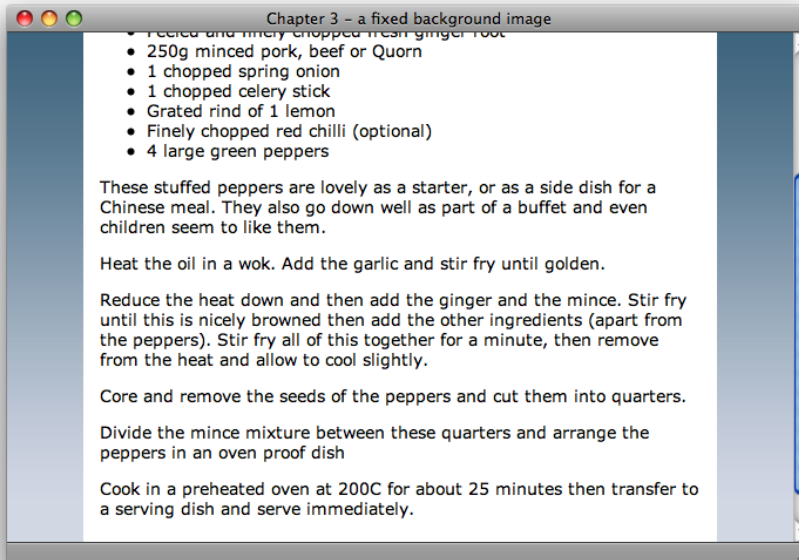 Chapter 3 – a fixed background image
Peeled and finely chopped fresh ginger root
• 250g minced pork, beef or Quorn
• 1 chopped spring onion
• 1 chopped celery stick
• Grated rind of 1 lemon
• Finely chopped red chilli (optional)
• 4 large green peppers
These stuffed peppers are lovely as a starter, or as a side dish for a
Chinese meal. They also go down well as part of a buffet and even
children seem to like them.
Heat the oil in a wok. Add the garlic and stir fry until golden.
Reduce the heat down and then add the ginger and the mince. Stir fry
until this is nicely browned then add the other ingredients (apart from
the peppers). Stir fry all of this together for a minute, then remove
from the heat and allow to cool slightly.
Core and remove the seeds of the peppers and cut them into quarters.
Divide the mince mixture between these quarters and arrange the
peppers in an oven proof dish
Cook in a preheated oven at 200C for about 25 minutes then transfer to
a serving dish and serve immediately.